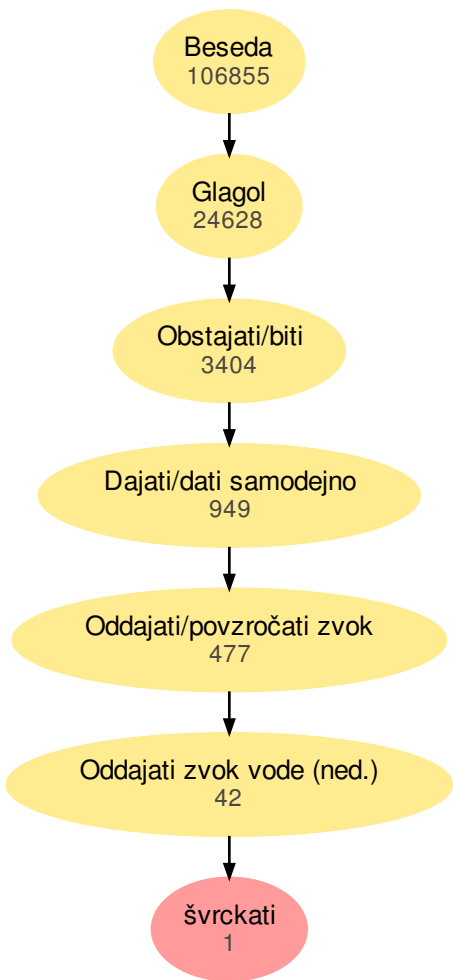 Beseda
106855
Glagol
24628
Obstajati/biti
3404
Dajati/dati samodejno
949
Oddajati/povzročati zvok
477
Oddajati zvok vode (ned.)
42
švrckati
1